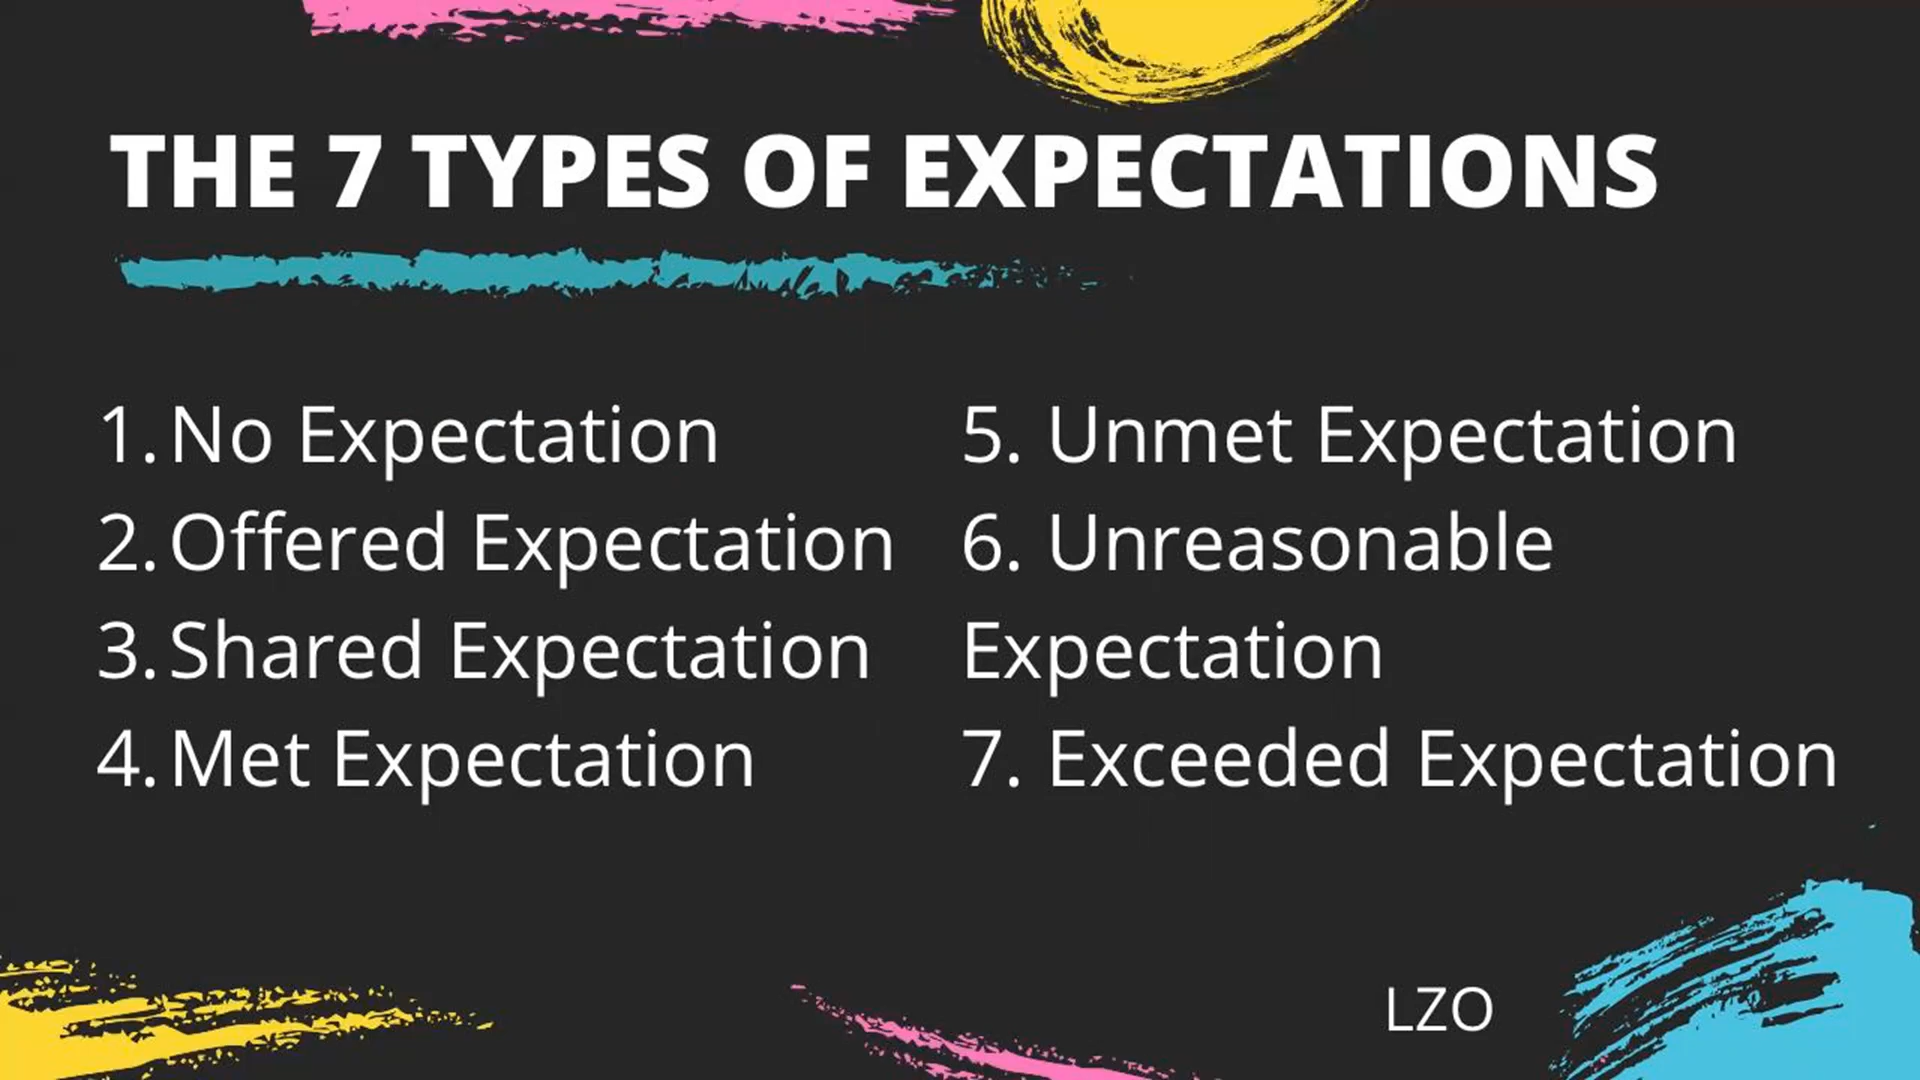 THE 7 TYPES OF EXPECTATIONS
1. No Expectation
2. Offered Expectation
3. Shared Expectation
4. Met Expectation
5. Unmet Expectation
6. Unreasonable
Expectation
7. Exceeded Expectation
LZO